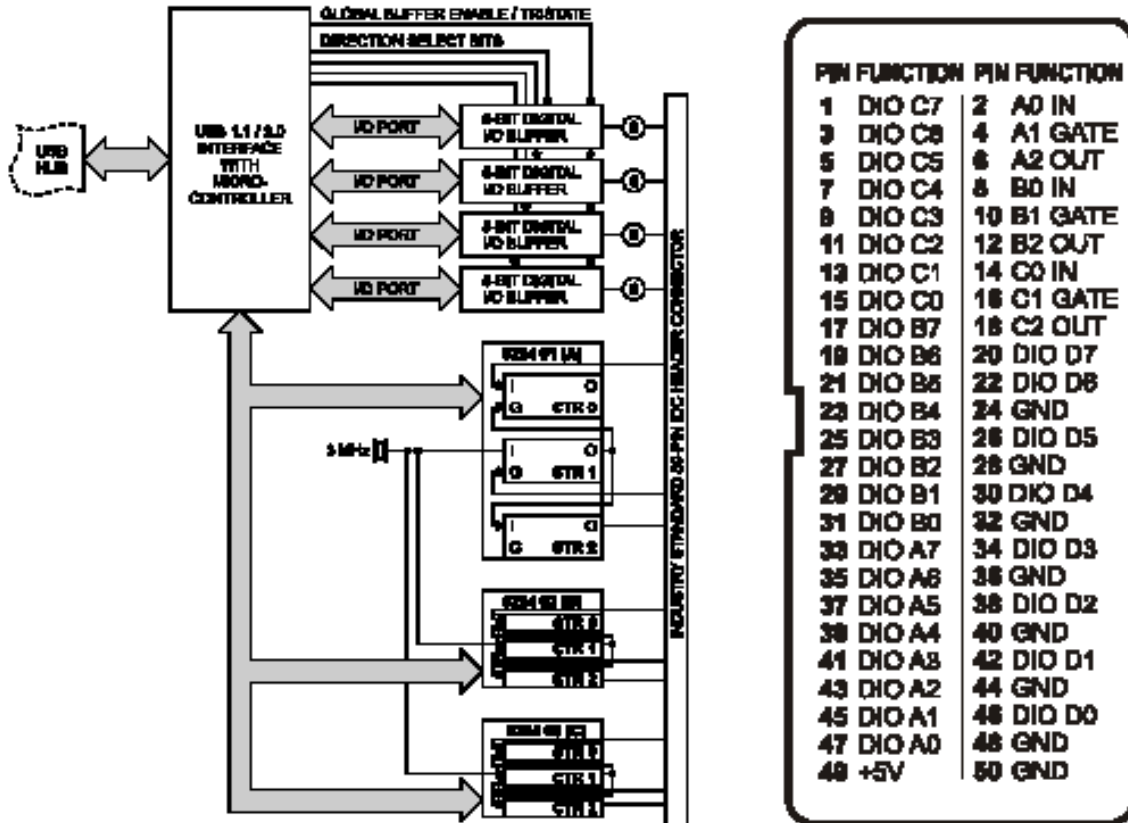 GLOBAL BUFFER ENABLE / TRISTATE
DIRECTION SELECT BITS
USB
HUB
USB 1.1 / 2.0
INTERFACE
WITH
MICRO-
CONTROLLER
I/O PORT
8-BIT DIGITAL
I/O BUFFER
8
I/O PORT
8-BIT DIGITAL
I/O BUFFER
8
I/O PORT
8-BIT DIGITAL
I/O BUFFER
8
I/O PORT
8-BIT DIGITAL
I/O BUFFER
8
8254 #1 (A)
I O
G CTR 0
I O
G CTR 1
I O
G CTR 2
8254 #2 (B)
CTR 0
CTR 1
CTR 2
CTR 0
CTR 1
CTR 2
INDUSTRY STANDARD 50-PIN IDC HEADER CONNECTOR
PIN FUNCTION PIN FUNCTION
1 DIO C7 2 A0 IN
3 DIO C6 4 A1 GATE
5 DIO C5 6 A2 OUT
7 DIO C4 8 B0 IN
9 DIO C3 10 B1 GATE
11 DIO C2 12 B2 OUT
13 DIO C1 14 C0 IN
15 DIO C0 16 C1 GATE
17 DIO B7 18 C2 OUT
19 DIO B6 20 DIO D7
21 DIO B5 22 DIO D6
23 DIO B4 24 GND
25 DIO B3 26 DIO D5
27 DIO B2 28 GND
29 DIO B1 30 DIO D4
31 DIO B0 32 GND
33 DIO A7 34 DIO D3
35 DIO A6 36 GND
37 DIO A5 38 DIO D2
39 DIO A4 40 GND
41 DIO A3 42 DIO D1
43 DIO A2 44 GND
45 DIO A1 46 DIO D0
47 DIO A0 48 GND
49 +5V 50 GND